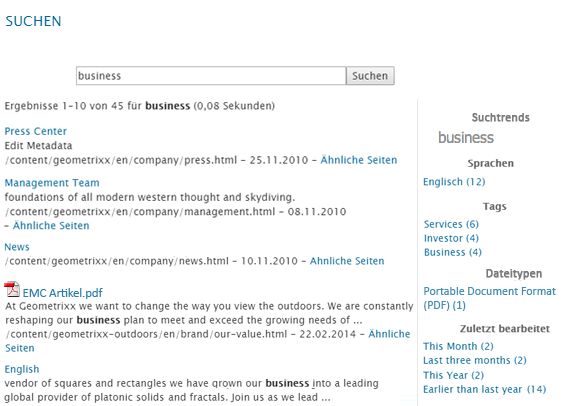 SUCHEN
business
Suchen
Ergebnisse 1-10 von 45 für business (0,08 Sekunden)
Press Center
Edit Metadata
/content/geometrixx/en/company/press.html - 25.11.2010 - Ähnliche Seiten
Management Team
foundations of all modern western thought and skydiving.
/content/geometrixx/en/company/management.html - 08.11.2010
- Ähnliche Seiten
News
/content/geometrixx/en/company/news.html - 10.11.2010 - Ähnliche Seiten
EMC Artikel.pdf
At Geometrixx we want to change the way you view the outdoors. We are constantly
reshaping our business plan to meet and exceed the growing needs of ...
/content/geometrixx-outdoors/en/brand/our-value.html - 22.02.2014 - Ähnliche
Seiten
English
vendor of squares and rectangles we have grown our business into a leading
global provider of platonic solids and fractals. Join us as we lead ...
Suchtrends
business
Sprachen
Englisch (12)
Tags
Services (6)
Investor (4)
Business (4)
Dateitypen
Portable Document Format
(PDF) (1)
Zuletzt bearbeitet
This Month (2)
Last three months (2)
This Year (2)
Earlier than last year (14)